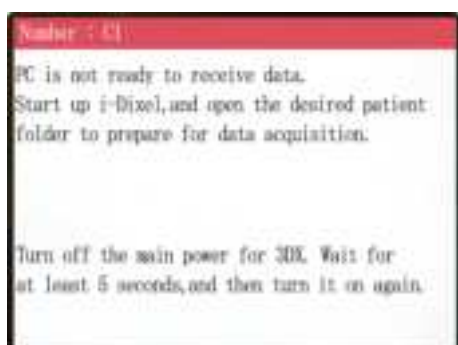 Number : C1
PC is not ready to receive data.
Start up i-Dixel,and open the desired patient
folder to prepare for data acquisition.
Turn off the main power for 3DX. Wait for
at least 5 seconds,and then turn it on again.